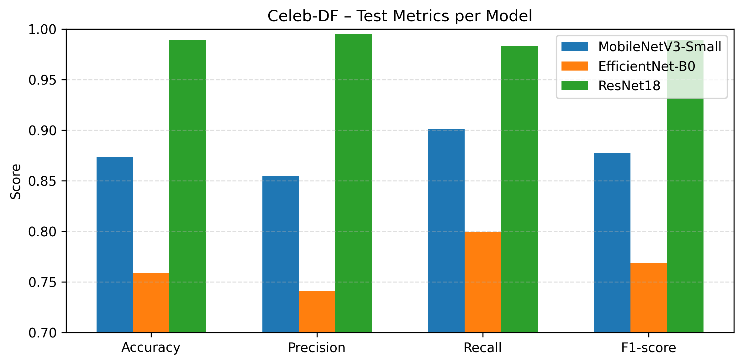 Celeb-DF – Test Metrics per Model
1.00
0.95
0.90
0.85
0.80
0.75
0.70
Score
MobileNetV3-Small
EfficientNet-B0
ResNet18
Accuracy
Precision
Recall
F1-score